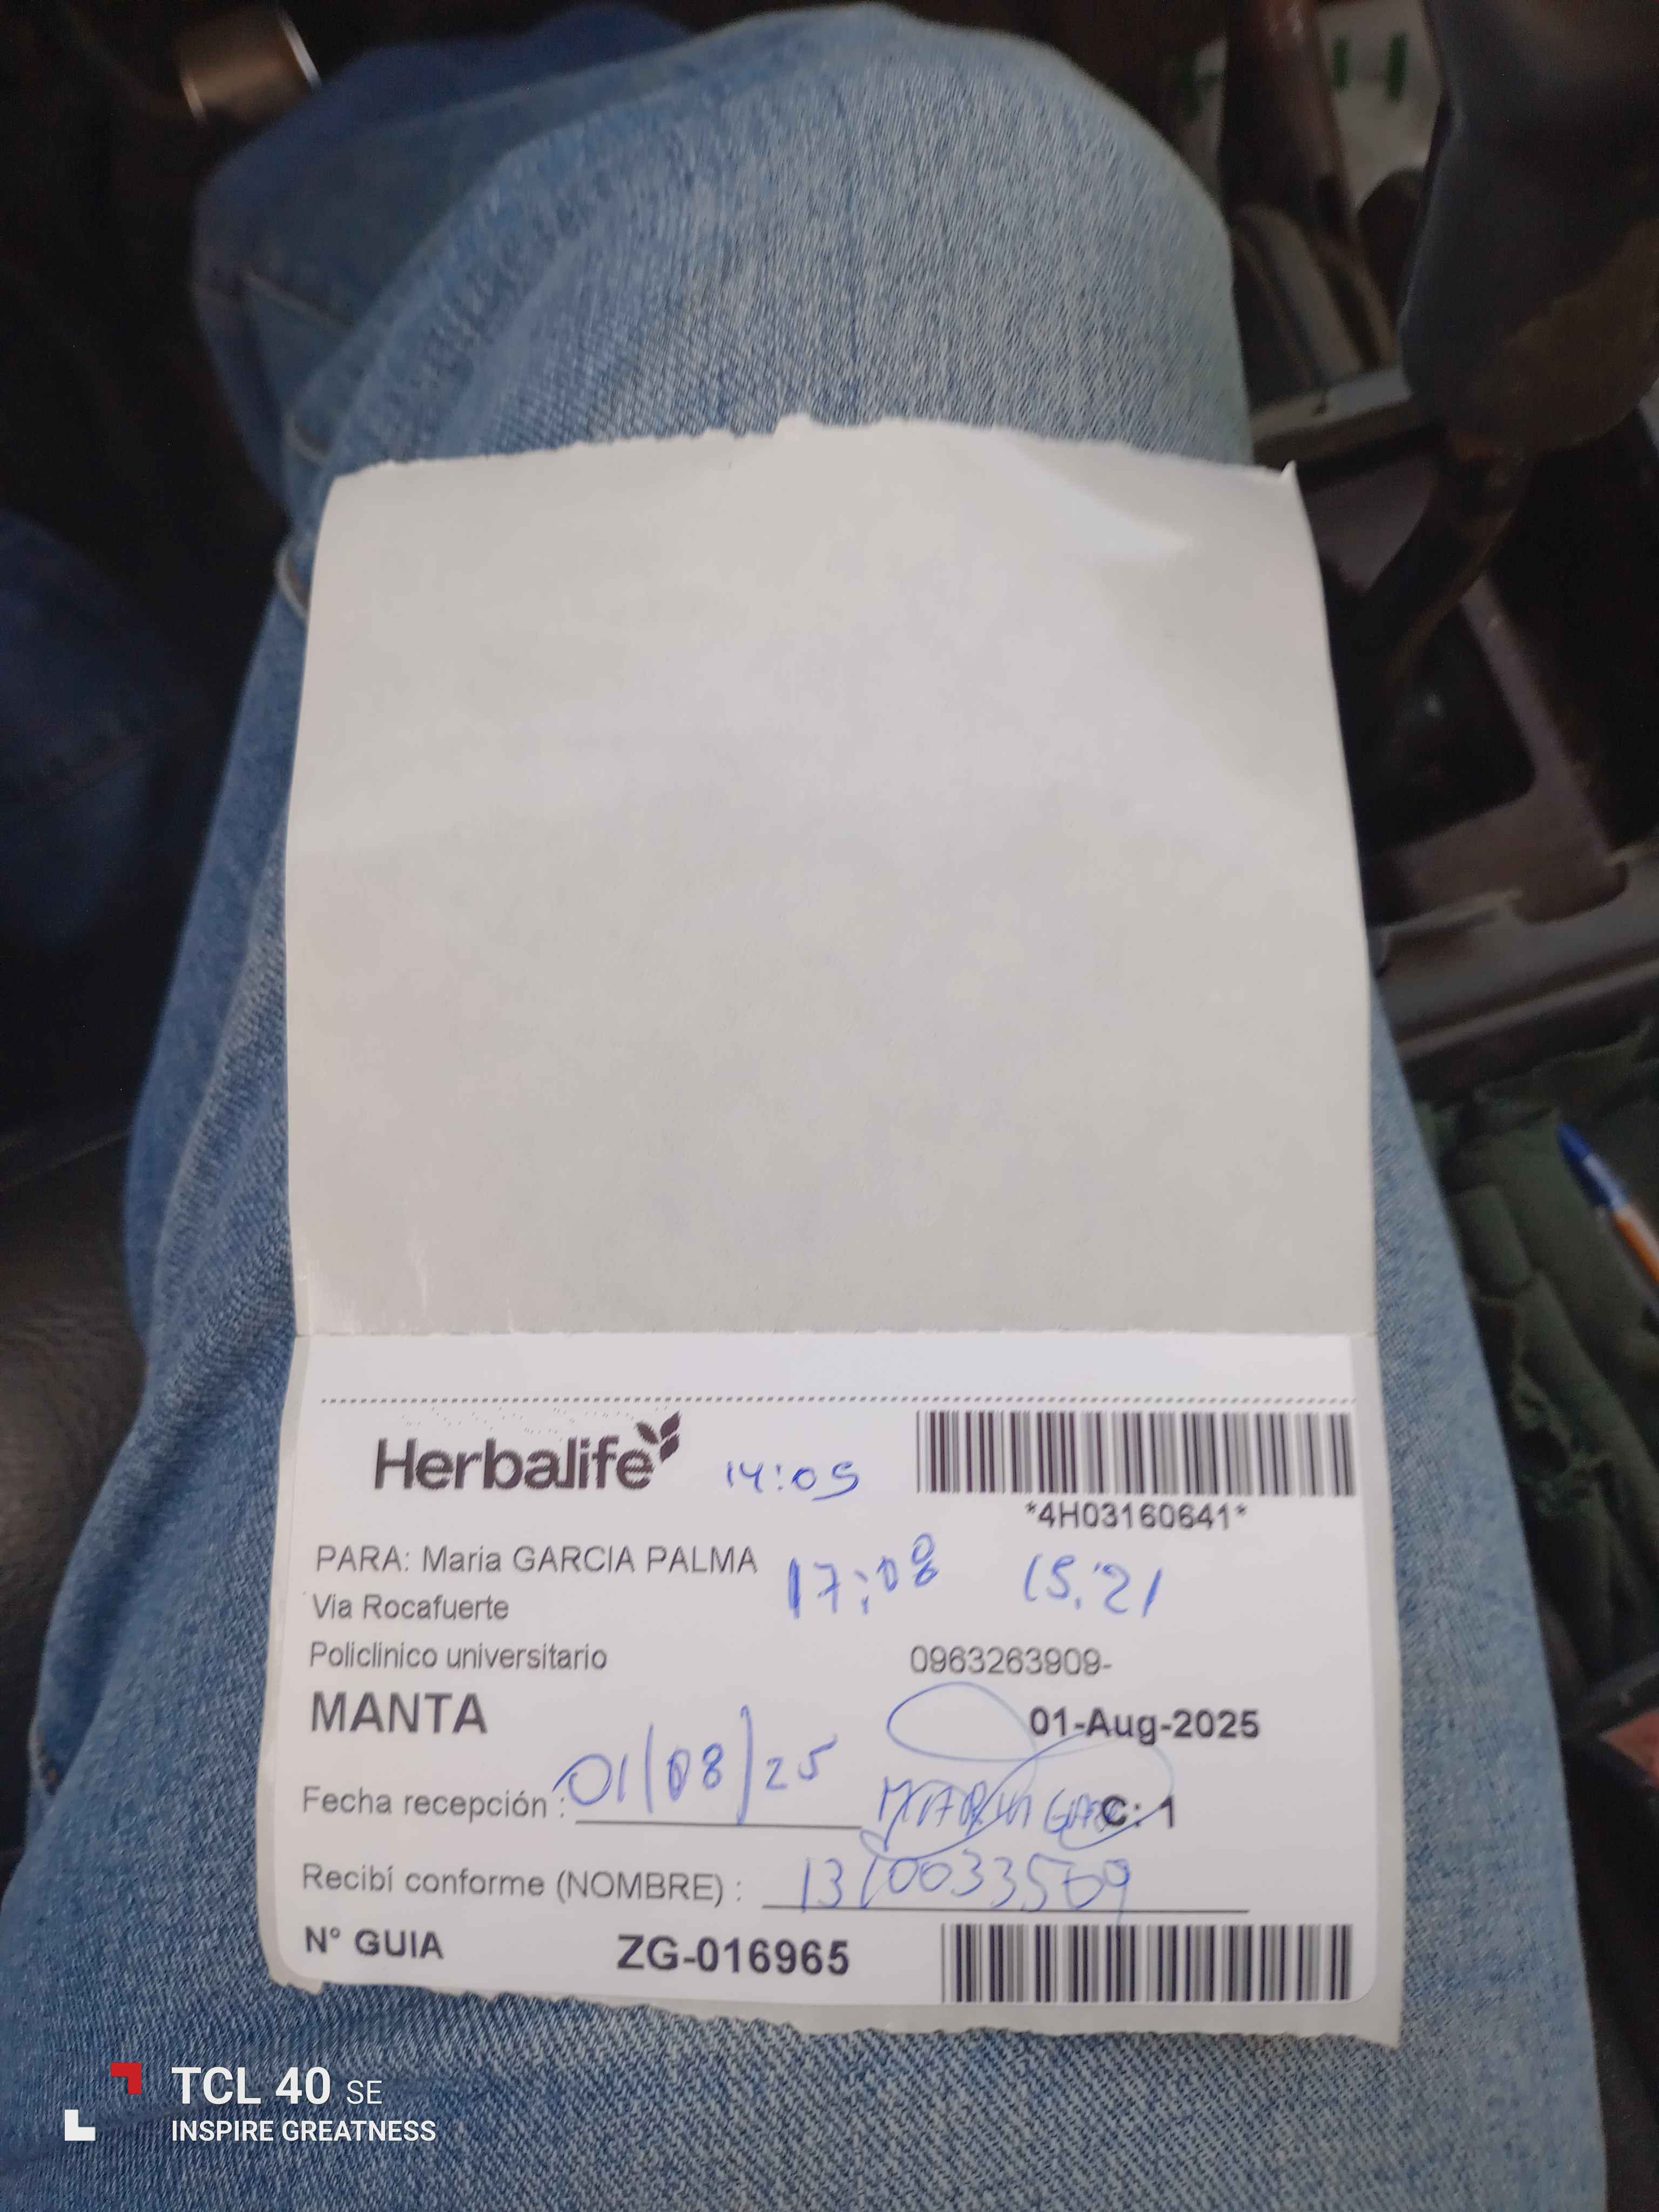 Herbalife
14:05
*4H03160641*
PARA: Maria GARCIA PALMA
17:08
15:21
Via Rocafuerte
Policlinico universitario
0963263909-
MANTA
01-Aug-2025
Fecha recepción : 01/08/25
MARIA
C: 1
Recibí conforme (NOMBRE) : 1310033569
N° GUIA ZG-016965
TCL 40 SE
INSPIRE GREATNESS